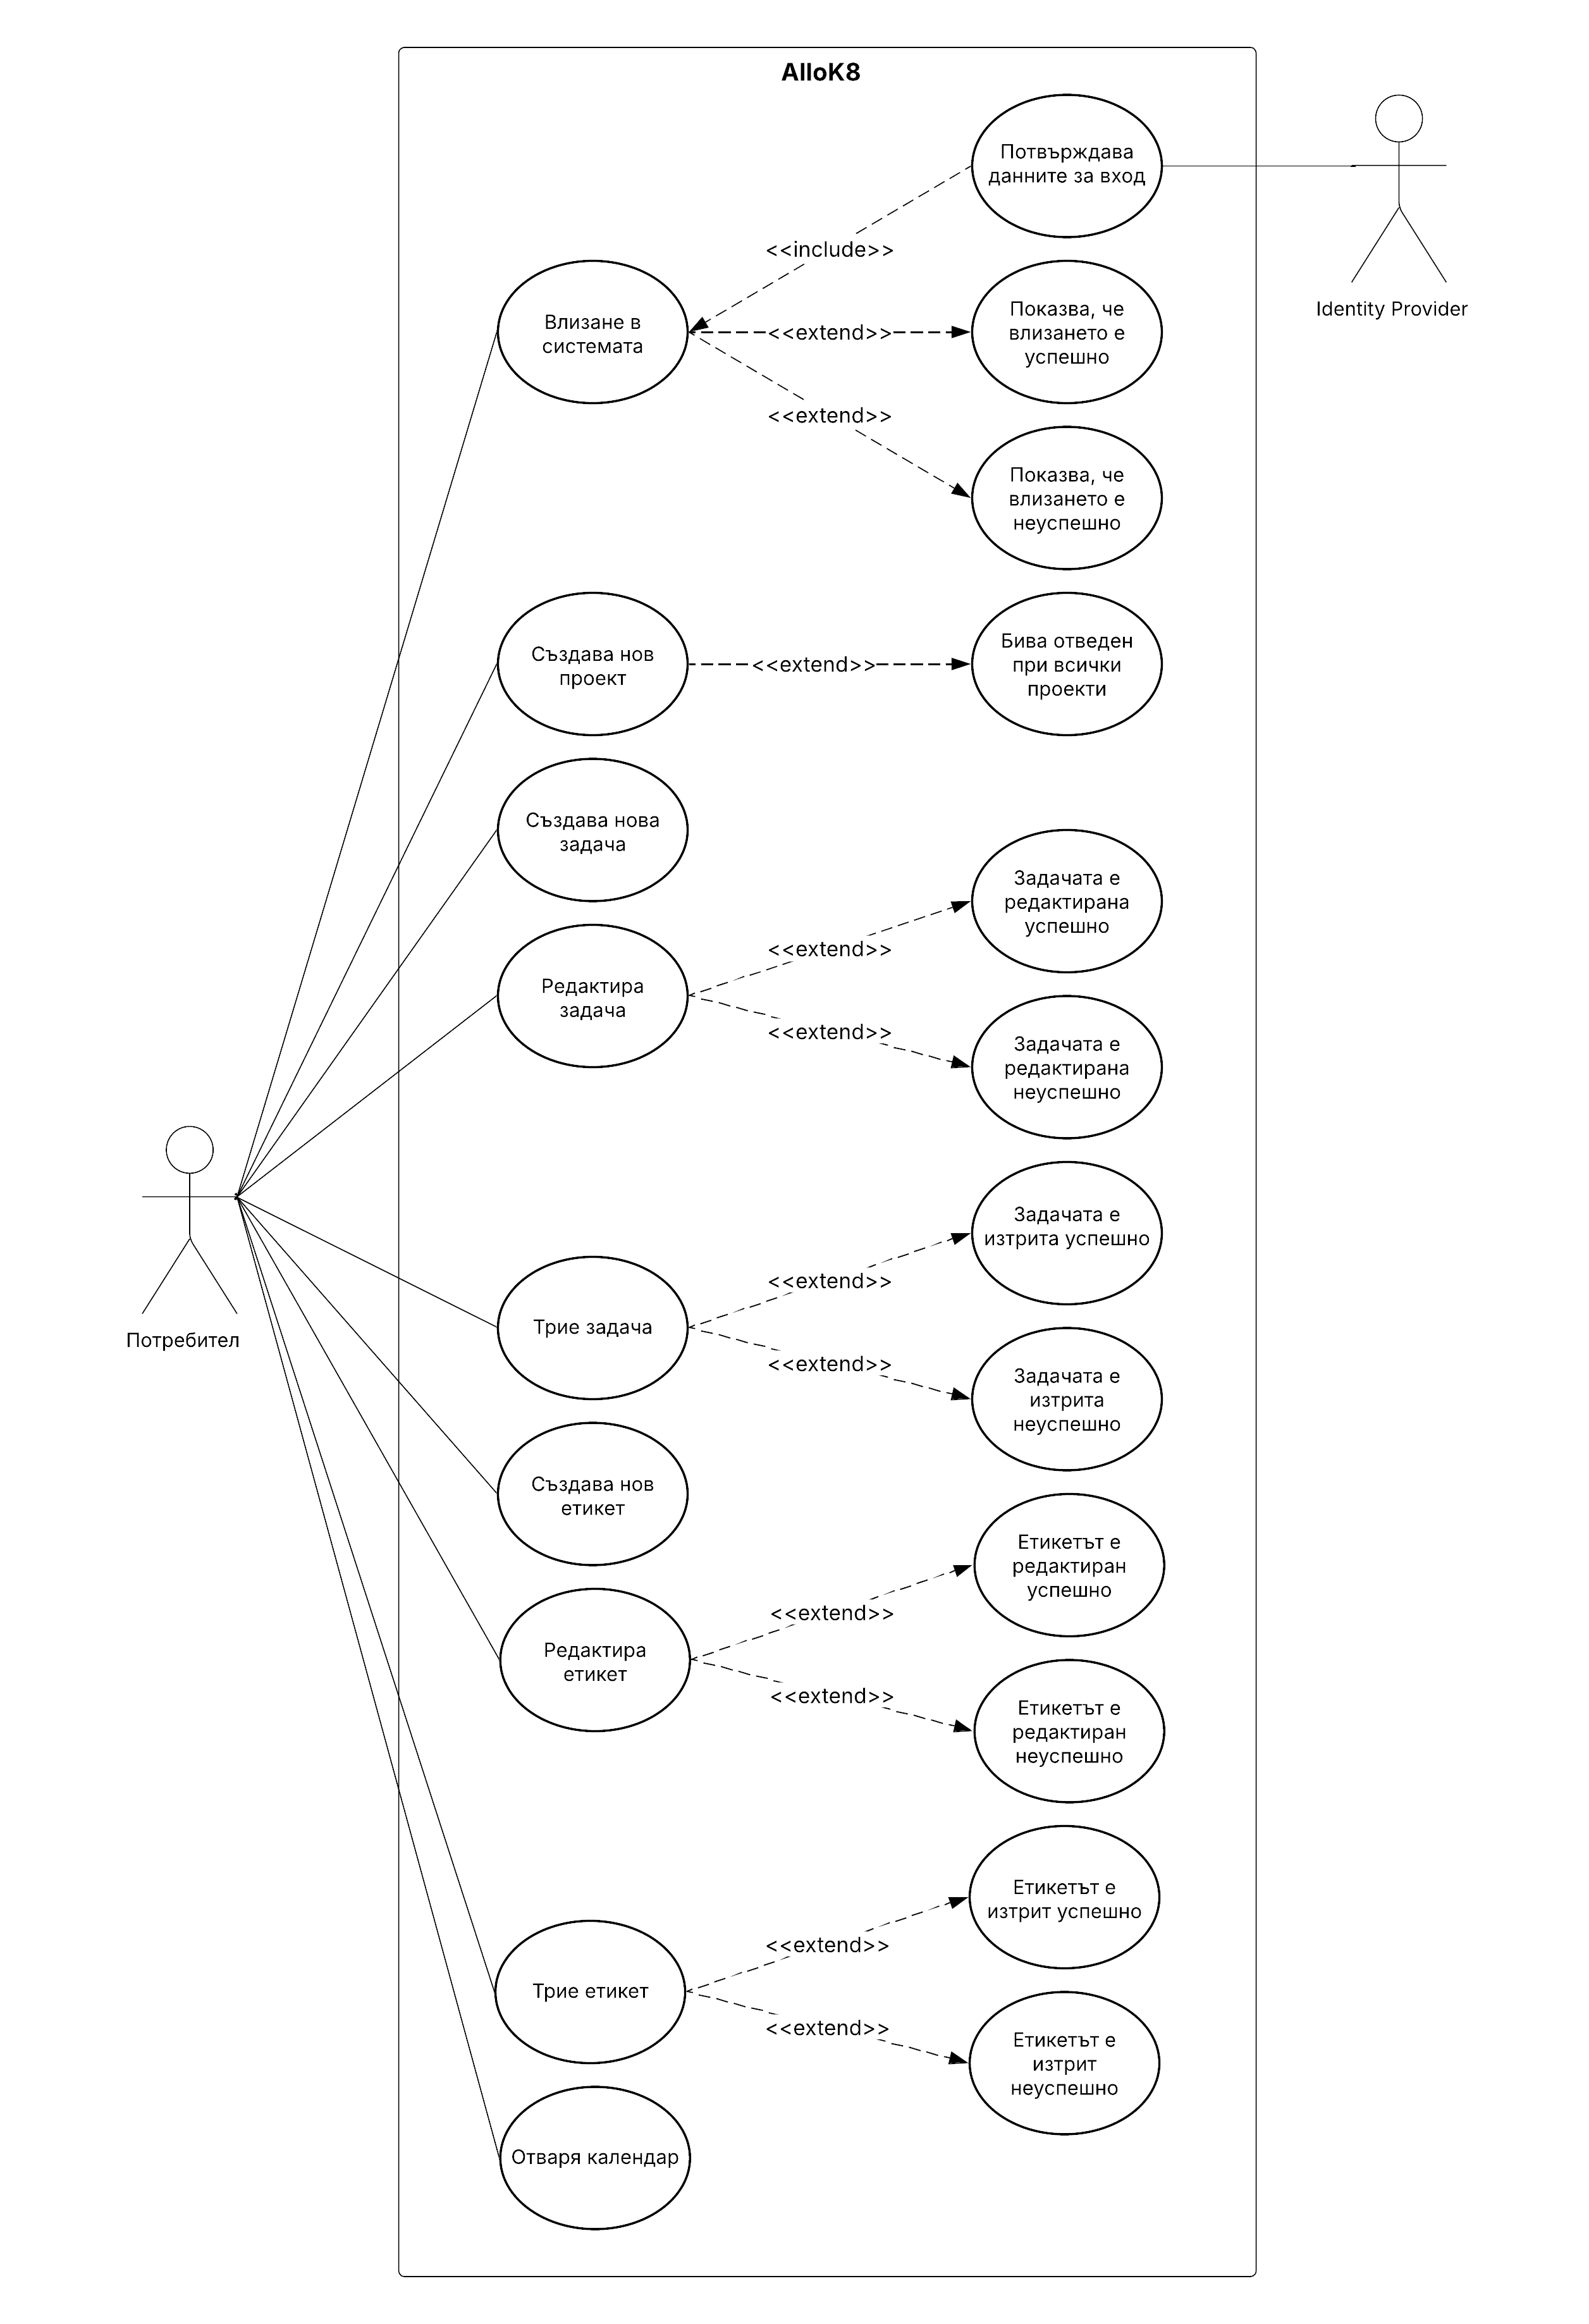 AlloK8
Потвърждава
данните за вход
<<include>>
Identity Provider
Влизане в
системата
<<extend>>
Показва, че
влизането е
успешно
<<extend>>
Показва, че
влизането е
неуспешно
Създава нов
проект
<<extend>>
Бива отведен
при всички
проекти
Създава нова
задача
Задачата е
редактирана
успешно
<<extend>>
Редактира
задача
<<extend>>
Задачата е
редактирана
неуспешно
Потребител
Задачата е
изтрита успешно
<<extend>>
Трие задача
<<extend>>
Задачата е
изтрита
неуспешно
Създава нов
етикет
Етикетът е
редактиран
успешно
<<extend>>
Редактира
етикет
<<extend>>
Етикетът е
редактиран
неуспешно
Етикетът е
изтрит успешно
<<extend>>
Трие етикет
<<extend>>
Етикетът е
изтрит
неуспешно
Отваря календар